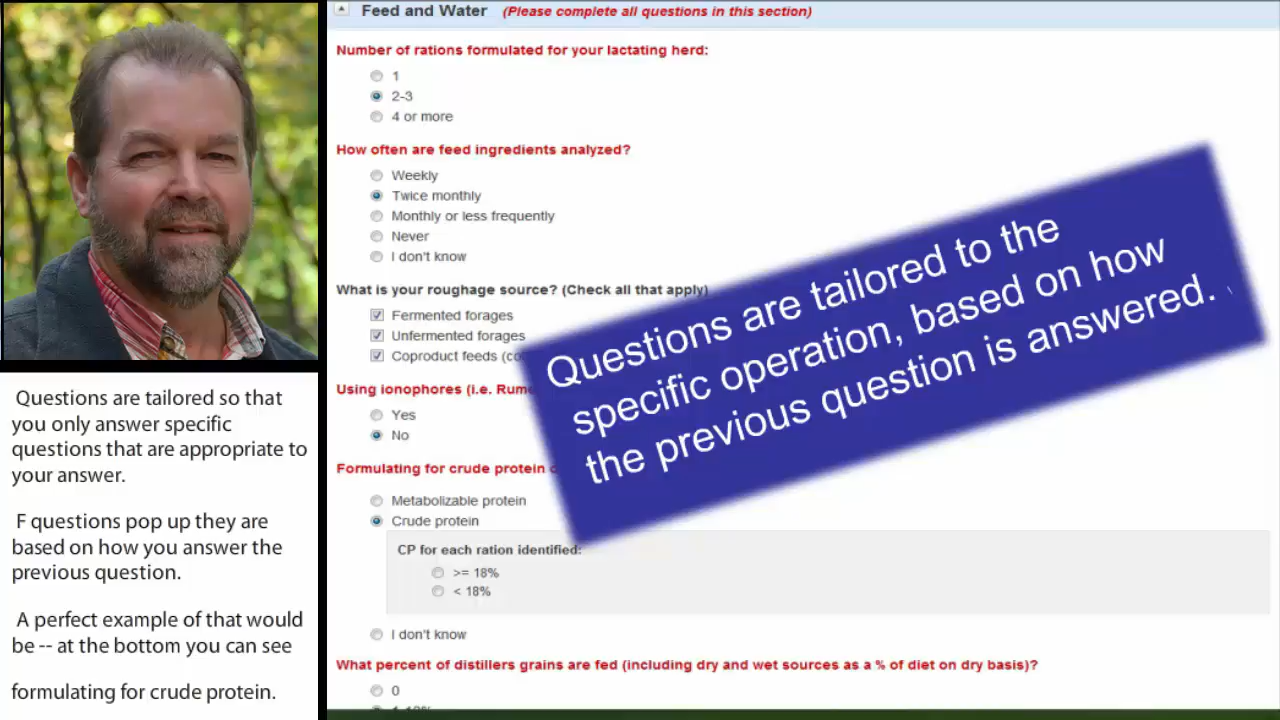 Feed and Water (Please complete all questions in this section)
Number of rations formulated for your lactating herd:
1
2-3
4 or more
How often are feed ingredients analyzed?
Weekly
Twice monthly
Monthly or less frequently
Never
I don't know
What is your roughage source? (Check all that apply)
Fermented forages
Unfermented forages
Coproduct feeds
Using ionophores (i.e.
Yes
No
Formulating for crude protein
Metabolizable protein
Crude protein
CP for each ration identified:
>= 18%
< 18%
I don't know
What percent of distillers grains are fed (including dry and wet sources as a % of diet on dry basis)?
0
Questions are tailored to the
specific operation, based on how
the previous question is answered.
Questions are tailored so that
you only answer specific
questions that are appropriate to
your answer.
F questions pop up they are
based on how you answer the
previous question.
A perfect example of that would
be -- at the bottom you can see
formulating for crude protein.